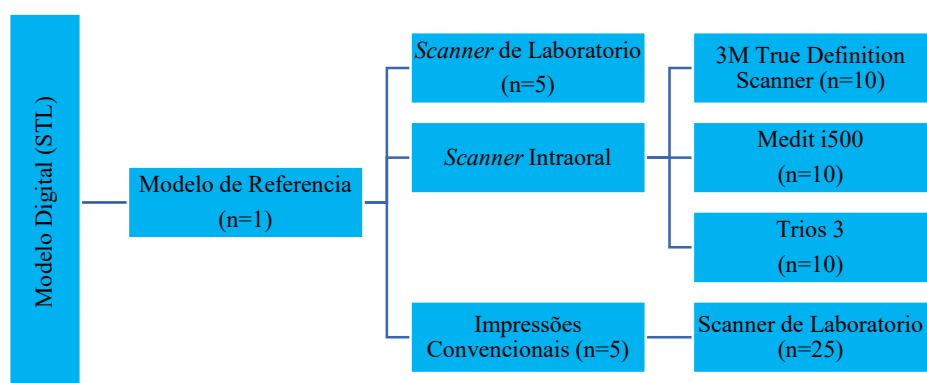 Modelo Digital (STL)
Modelo de Referencia
(n=1)
Scanner de Laboratorio
(n=5)
Scanner Intraoral
Impressões
Convencionais (n=5)
3M True Definition
Scanner (n=10)
Medit i500
(n=10)
Trios 3
(n=10)
Scanner de Laboratorio
(n=25)